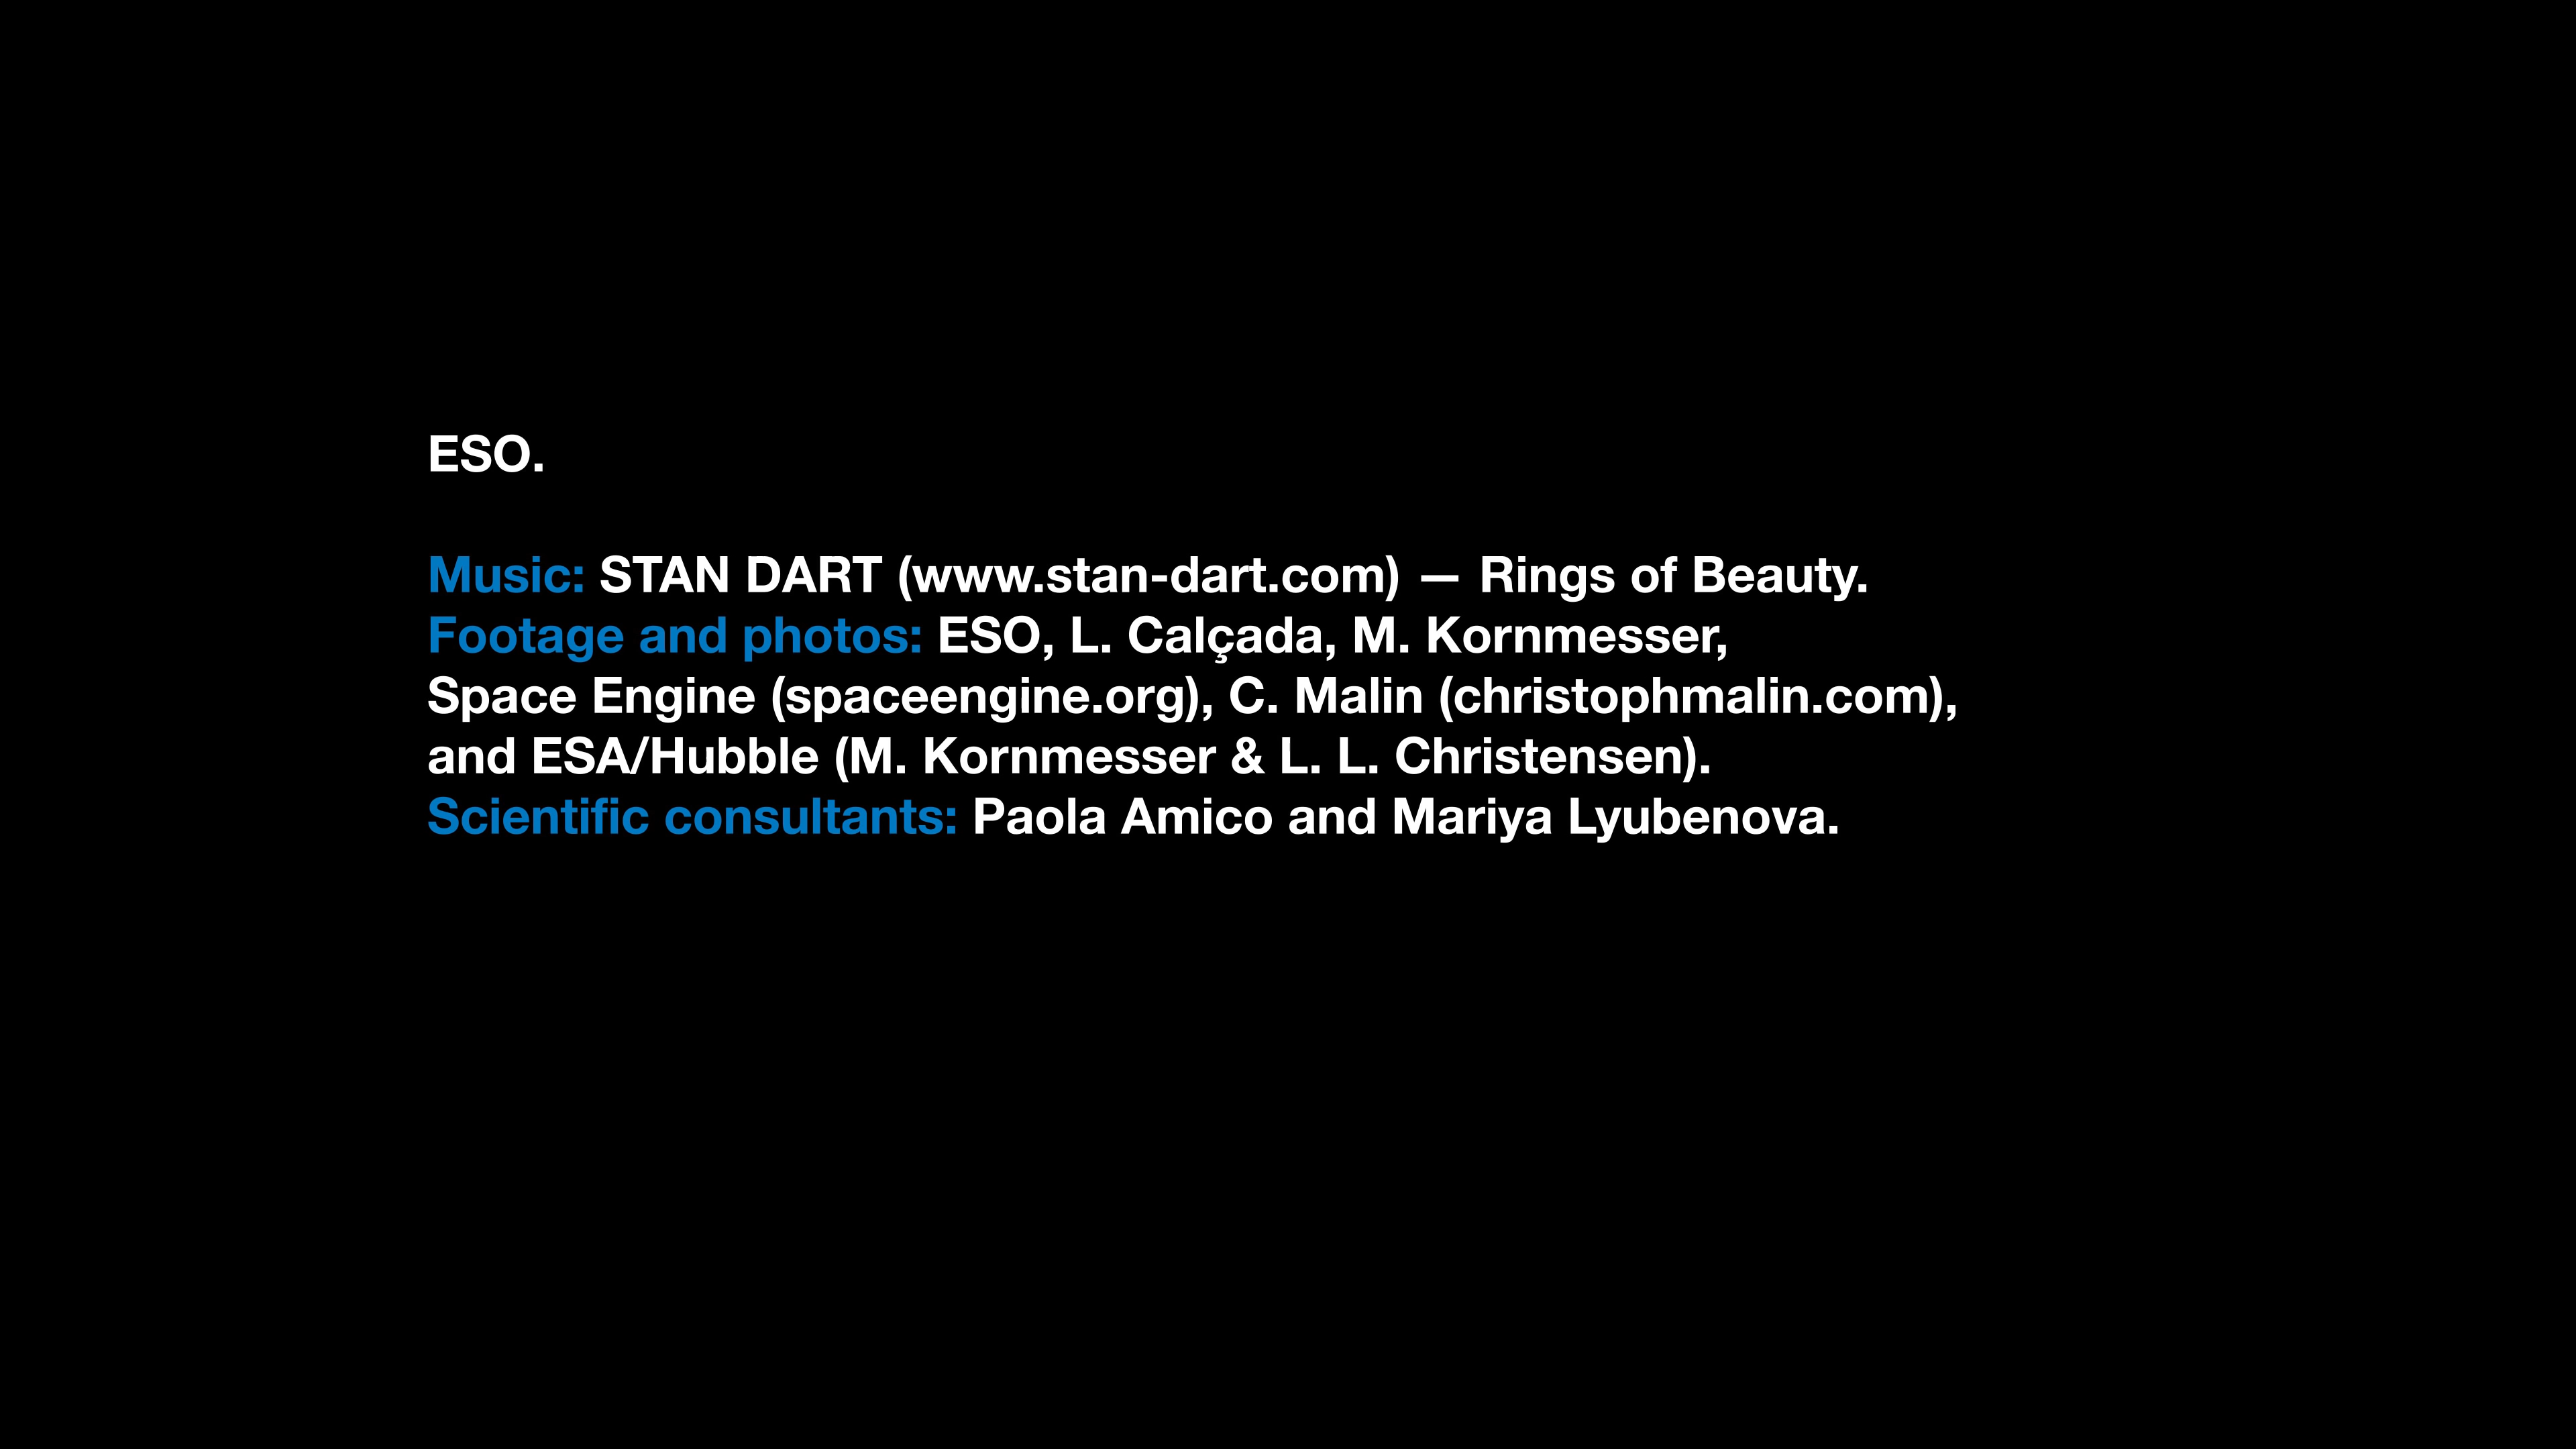 ESO.
Music: STAN DART (www.stan-dart.com) — Rings of Beauty.
Footage and photos: ESO, L. Calçada, M. Kornmesser,
Space Engine (spaceengine.org), C. Malin (christophmalin.com),
and ESA/Hubble (M. Kornmesser & L. L. Christensen).
Scientific consultants: Paola Amico and Mariya Lyubenova.